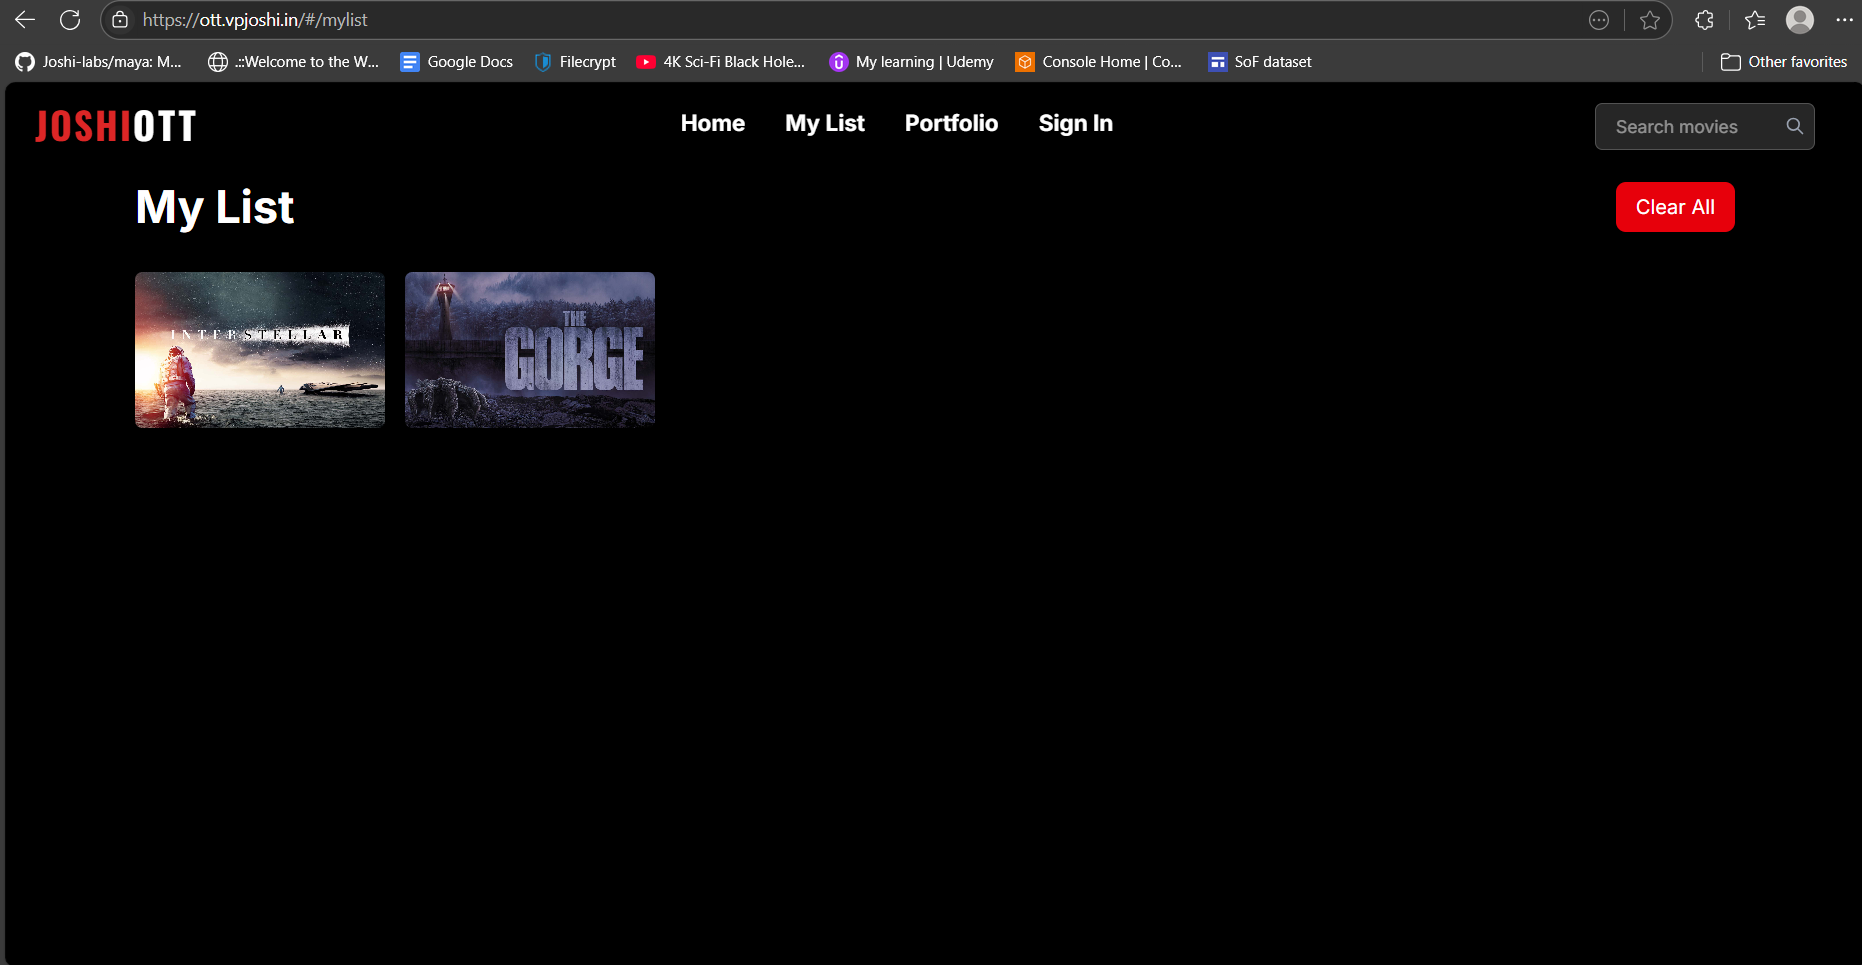 https://ott.vpjoshi.in/#/mylist
Joshi-labs/maya: M...
.::Welcome to the W...
Google Docs
Filecrypt
4K Sci-Fi Black Hole...
My learning | Udemy
Console Home | Co...
SoF dataset
Other favorites
JOSHIOTT
Home
My List
Portfolio
Sign In
Search movies
My List
Clear All
INTERSTELLAR
THE
GORGE